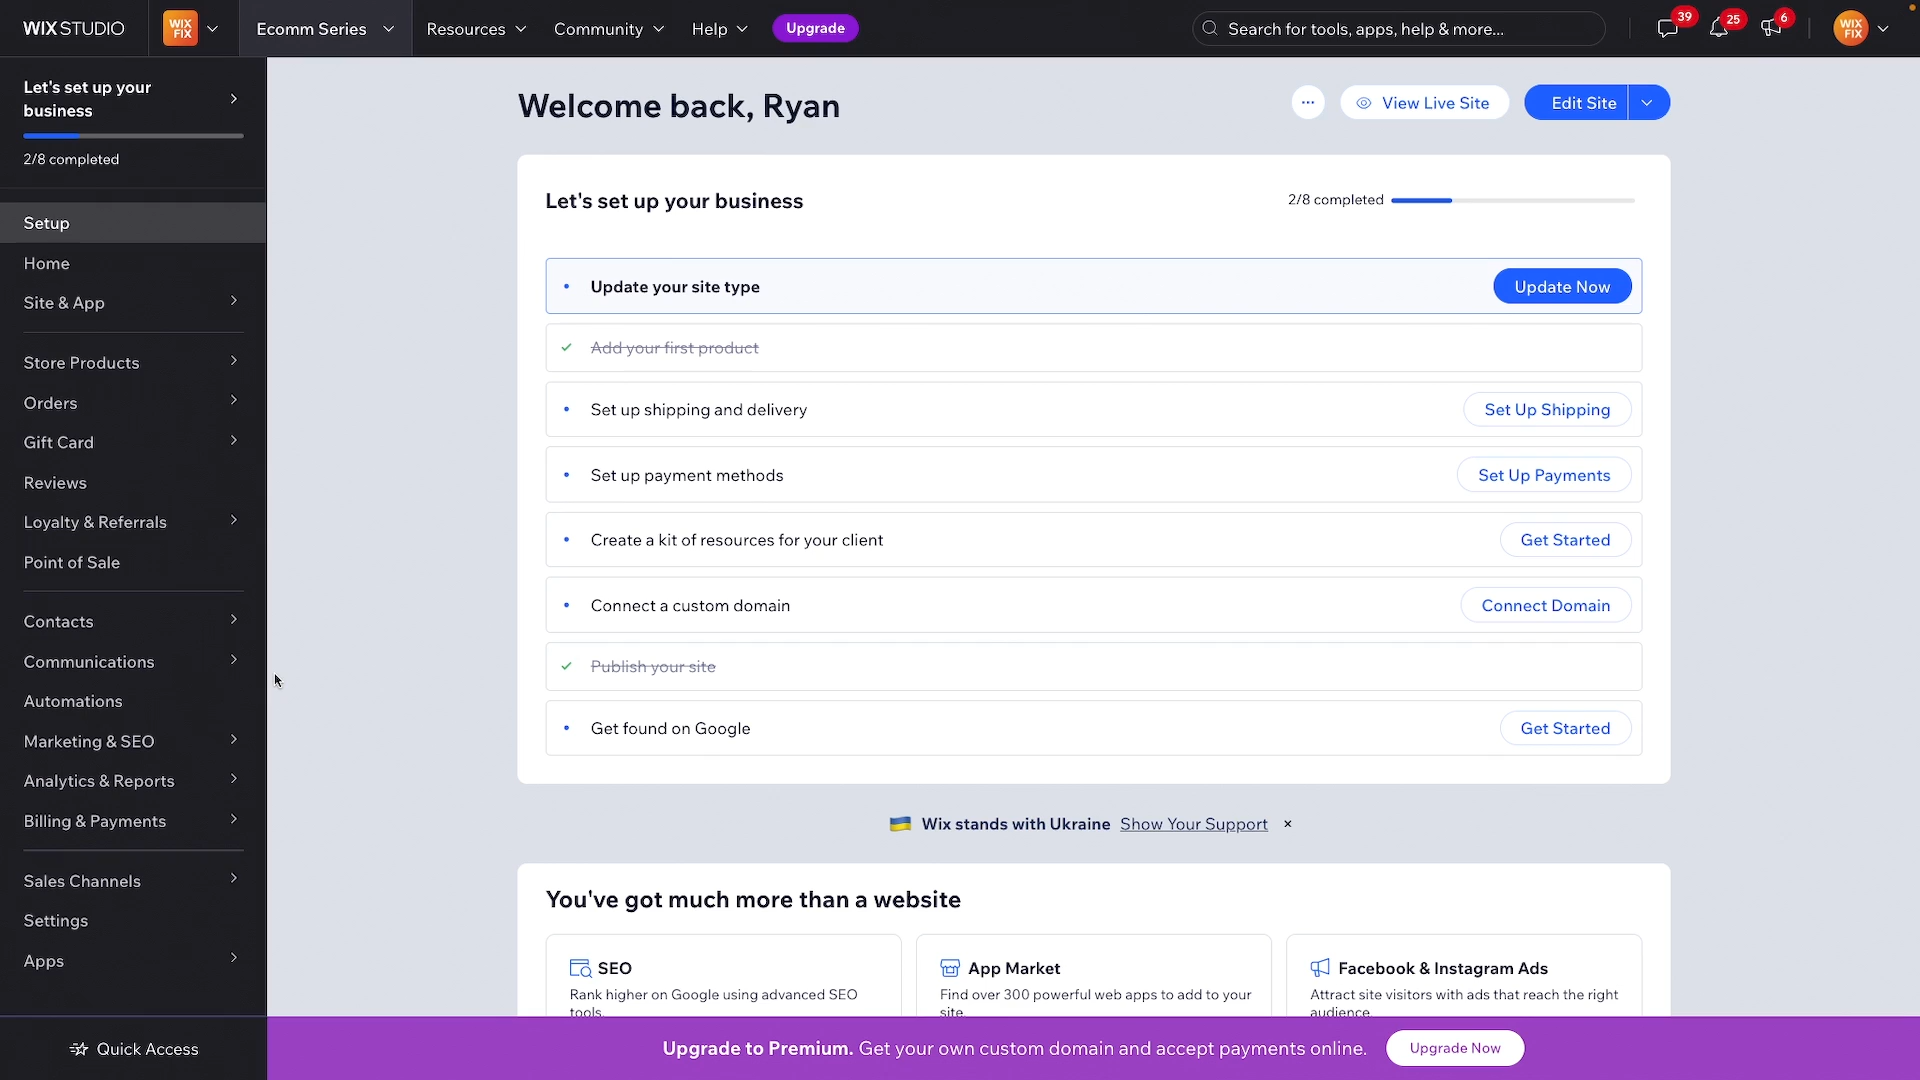 WIX STUDIO
WIX FIX
Ecomm Series
Resources
Community
Help
Upgrade
Search for tools, apps, help & more...
39
25
6
WIX FIX
Let's set up your
business
2/8 completed
Setup
Home
Site & App
Store Products
Orders
Gift Card
Reviews
Loyalty & Referrals
Point of Sale
Contacts
Communications
Automations
Marketing & SEO
Analytics & Reports
Billing & Payments
Sales Channels
Settings
Apps
Quick Access
Welcome back, Ryan
View Live Site
Edit Site
Let's set up your business
2/8 completed
Update your site type
Update Now
Add your first product
Set up shipping and delivery
Set Up Shipping
Set up payment methods
Set Up Payments
Create a kit of resources for your client
Get Started
Connect a custom domain
Connect Domain
Publish your site
Get found on Google
Get Started
Wix stands with Ukraine Show Your Support
You've got much more than a website
SEO
Rank higher on Google using advanced SEO
tools.
App Market
Find over 300 powerful web apps to add to your
site.
Facebook & Instagram Ads
Attract site visitors with ads that reach the right
audience.
Upgrade to Premium. Get your own custom domain and accept payments online.
Upgrade Now